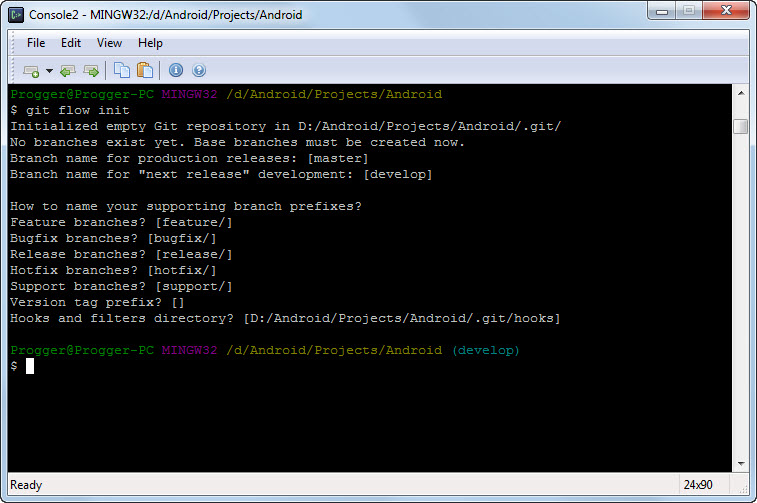 Console2 - MINGW32:/d/Android/Projects/Android
File Edit View Help
Progger@Progger-PC MINGW32 /d/Android/Projects/Android
$ git flow init
Initialized empty Git repository in D:/Android/Projects/Android/.git/
No branches exist yet. Base branches must be created now.
Branch name for production releases: [master]
Branch name for "next release" development: [develop]
How to name your supporting branch prefixes?
Feature branches? [feature/]
Bugfix branches? [bugfix/]
Release branches? [release/]
Hotfix branches? [hotfix/]
Support branches? [support/]
Version tag prefix? []
Hooks and filters directory? [D:/Android/Projects/Android/.git/hooks]
Progger@Progger-PC MINGW32 /d/Android/Projects/Android (develop)
$
Ready 24x90